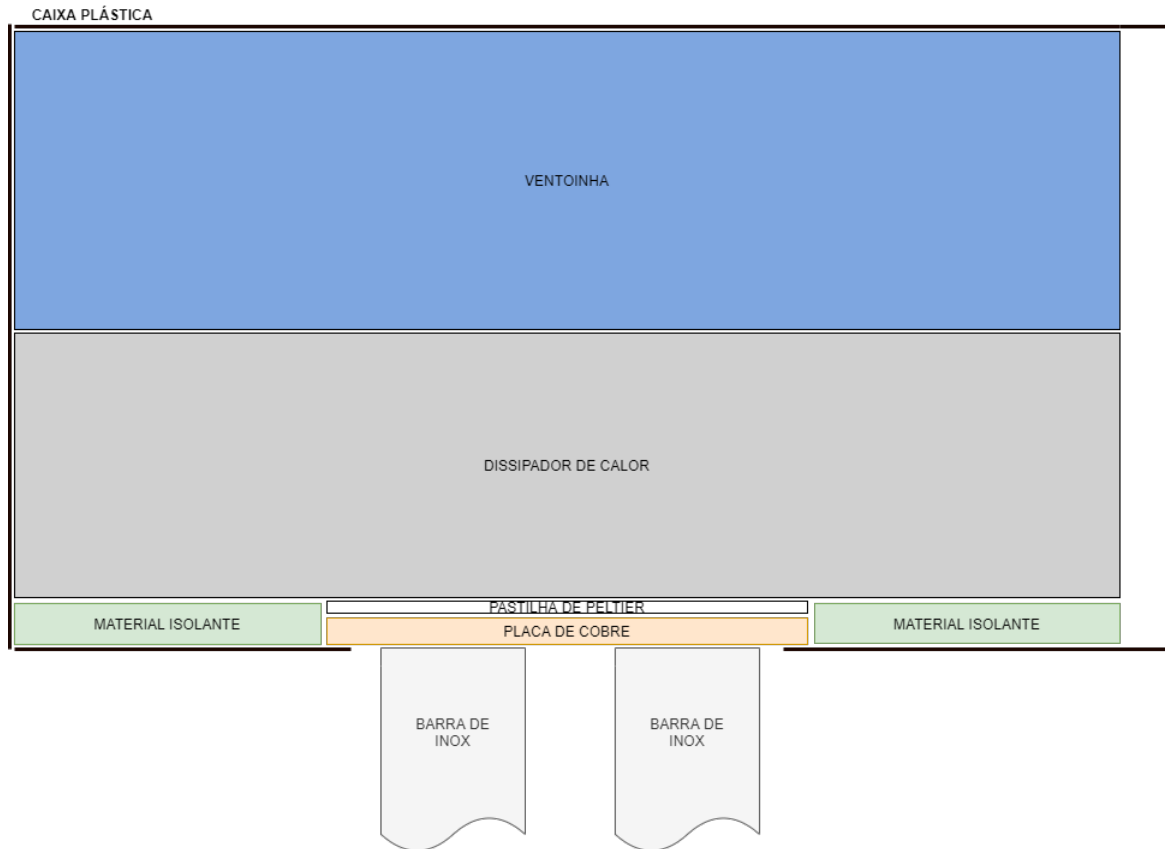 CAIXA PLÁSTICA
VENTOINHA
DISSIPADOR DE CALOR
PASTILHA DE PELTIER
MATERIAL ISOLANTE
PLACA DE COBRE
MATERIAL ISOLANTE
BARRA DE
INOX
BARRA DE
INOX